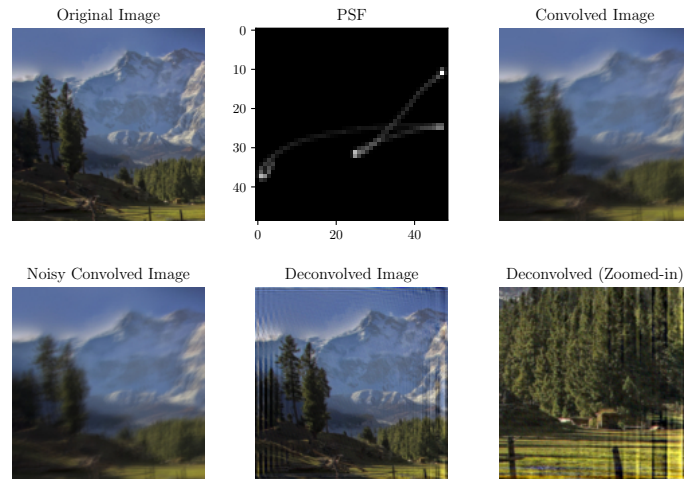 Original Image
PSF
Convolved Image
0
10
20
30
40
0 20 40
Noisy Convolved Image
Deconvolved Image
Deconvolved (Zoomed-in)